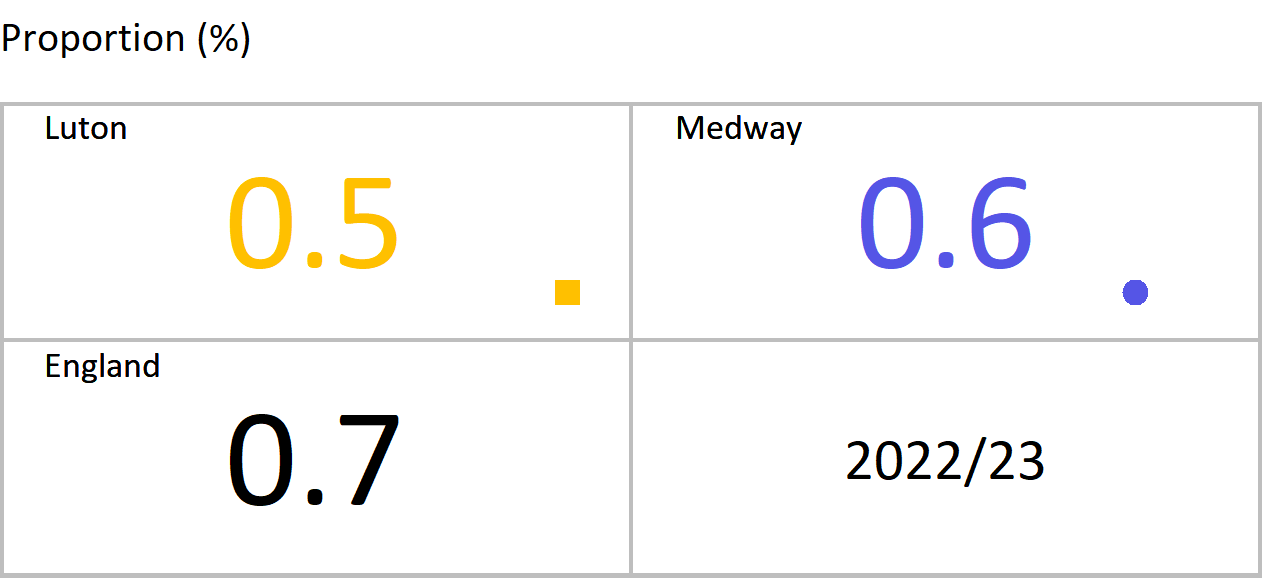 Proportion (%)
Luton
0.5
Medway
0.6
England
0.7
2022/23